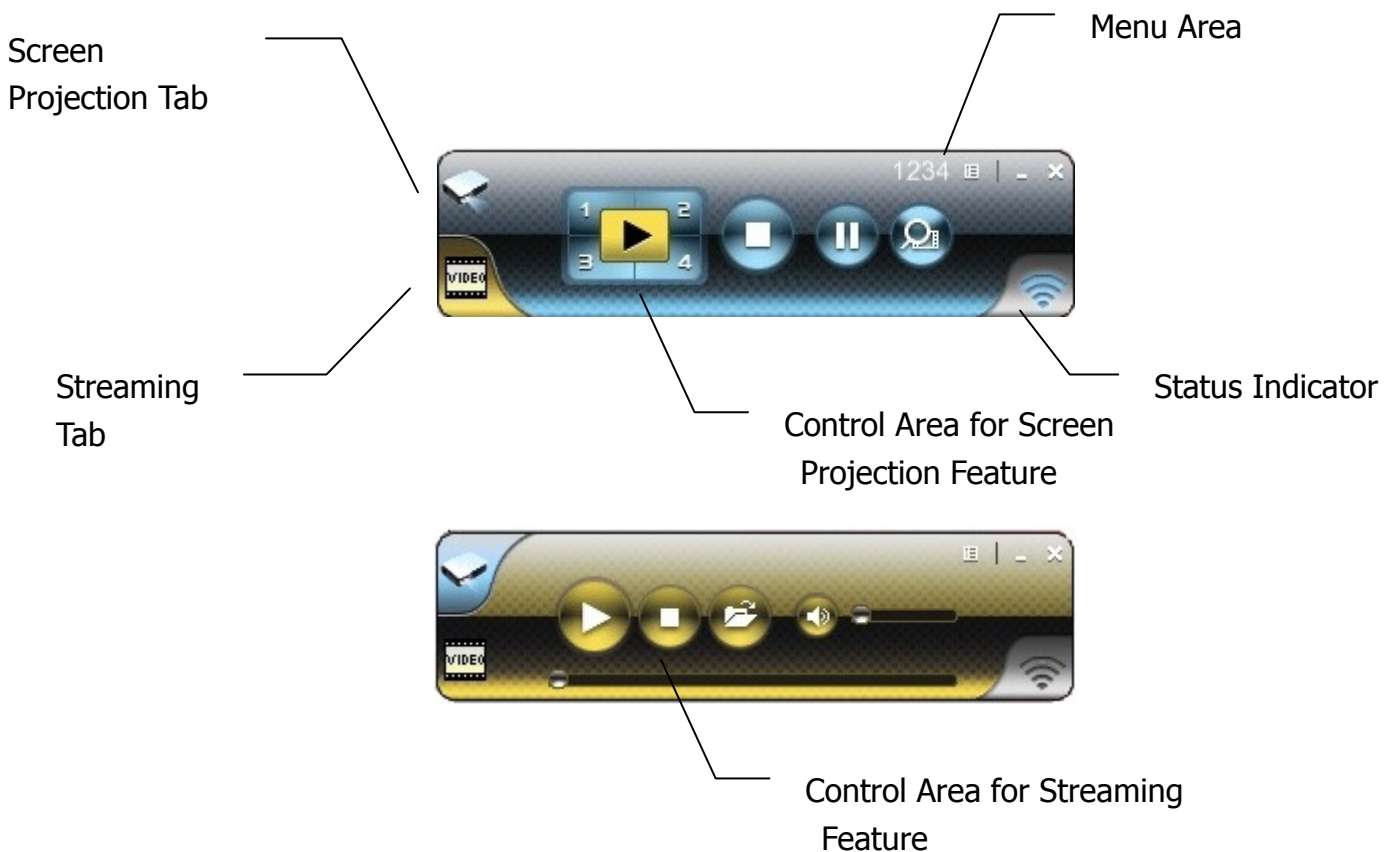 Menu Area
Screen
Projection Tab
1234
1 2
3 4
VIDEO
Streaming
Tab
Status Indicator
Control Area for Screen
Projection Feature
VIDEO
Control Area for Streaming
Feature